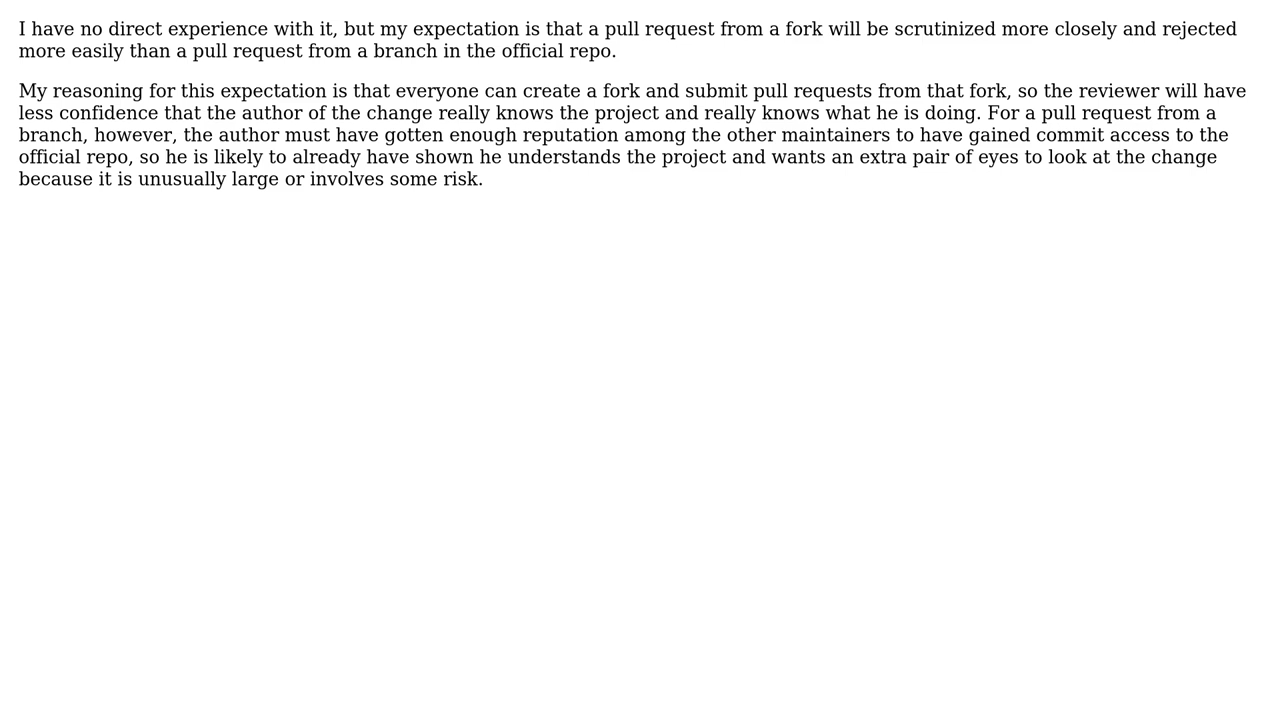 I have no direct experience with it, but my expectation is that a pull request from a fork will be scrutinized more closely and rejected
more easily than a pull request from a branch in the official repo.
My reasoning for this expectation is that everyone can create a fork and submit pull requests from that fork, so the reviewer will have
less confidence that the author of the change really knows the project and really knows what he is doing. For a pull request from a
branch, however, the author must have gotten enough reputation among the other maintainers to have gained commit access to the
official repo, so he is likely to already have shown he understands the project and wants an extra pair of eyes to look at the change
because it is unusually large or involves some risk.